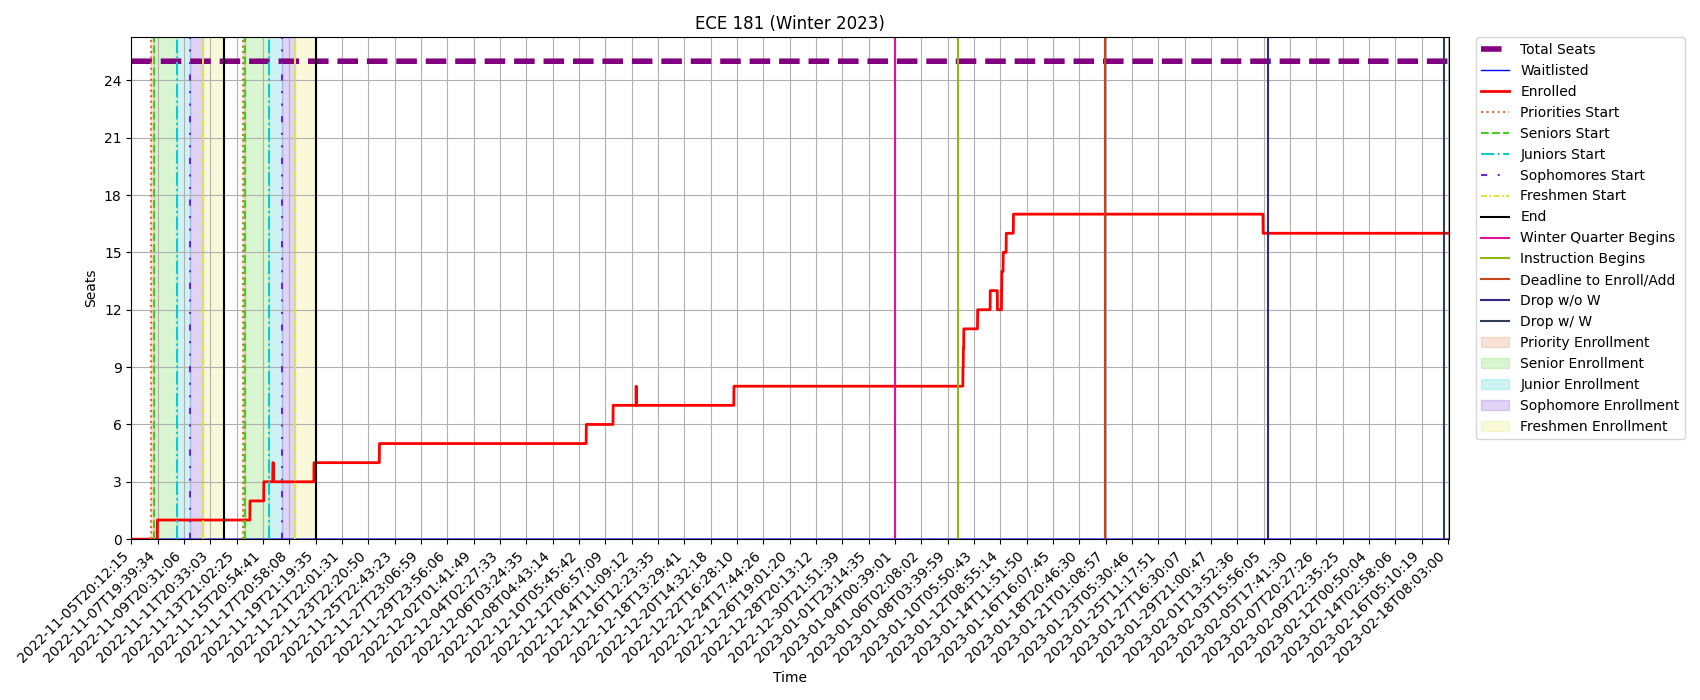 ECE 181 (Winter 2023)
Seats
24
21
18
15
12
9
6
3
0
2022-11-05T20:12:15
2022-11-07T19:39:34
2022-11-09T20:31:06
2022-11-11T20:33:03
2022-11-13T21:02:25
2022-11-15T20:54:41
2022-11-17T20:58:09
2022-11-19T21:19:35
2022-11-21T22:01:31
2022-11-23T22:20:50
2022-11-25T22:43:23
2022-11-27T23:06:59
2022-11-29T23:56:06
2022-12-02T01:41:49
2022-12-04T02:27:33
2022-12-06T03:24:35
2022-12-08T04:43:14
2022-12-10T05:45:42
2022-12-12T06:57:09
2022-12-14T11:09:12
2022-12-16T12:23:35
2022-12-18T13:29:41
2022-12-20T14:32:18
2022-12-22T16:28:10
2022-12-24T17:44:26
2022-12-26T19:01:20
2022-12-28T20:13:12
2022-12-30T21:51:39
2023-01-01T23:14:35
2023-01-04T00:39:01
2023-01-06T02:08:02
2023-01-08T03:39:59
2023-01-10T05:50:43
2023-01-12T08:55:14
2023-01-14T11:51:50
2023-01-16T16:07:45
2023-01-18T20:46:30
2023-01-21T01:08:57
2023-01-23T05:30:46
2023-01-25T11:17:51
2023-01-27T16:30:07
2023-01-29T21:00:47
2023-02-01T13:52:36
2023-02-03T15:56:05
2023-02-05T17:41:30
2023-02-07T20:27:26
2023-02-09T22:35:25
2023-02-12T00:50:04
2023-02-14T02:58:06
2023-02-16T05:10:19
2023-02-18T08:03:00
Time
Total Seats
Waitlisted
Enrolled
Priorities Start
Seniors Start
Juniors Start
Sophomores Start
Freshmen Start
End
Winter Quarter Begins
Instruction Begins
Deadline to Enroll/Add
Drop w/o W
Drop w/ W
Priority Enrollment
Senior Enrollment
Junior Enrollment
Sophomore Enrollment
Freshmen Enrollment